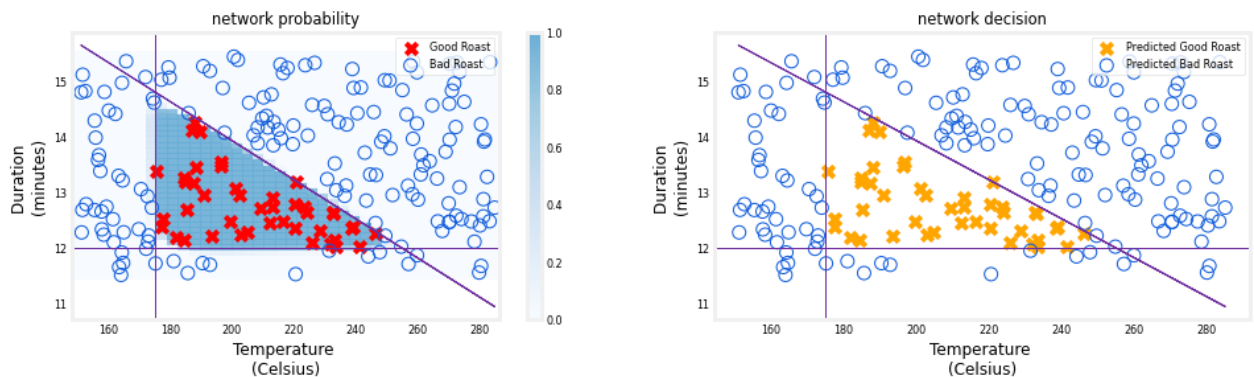 network probability
Good Roast
Bad Roast
Duration
(minutes)
15
14
13
12
11
160 180 200 220 240 260 280
Temperature
(Celsius)
1.0
0.8
0.6
0.4
0.2
0.0
network decision
Predicted Good Roast
Predicted Bad Roast
Duration
(minutes)
15
14
13
12
11
160 180 200 220 240 260 280
Temperature
(Celsius)